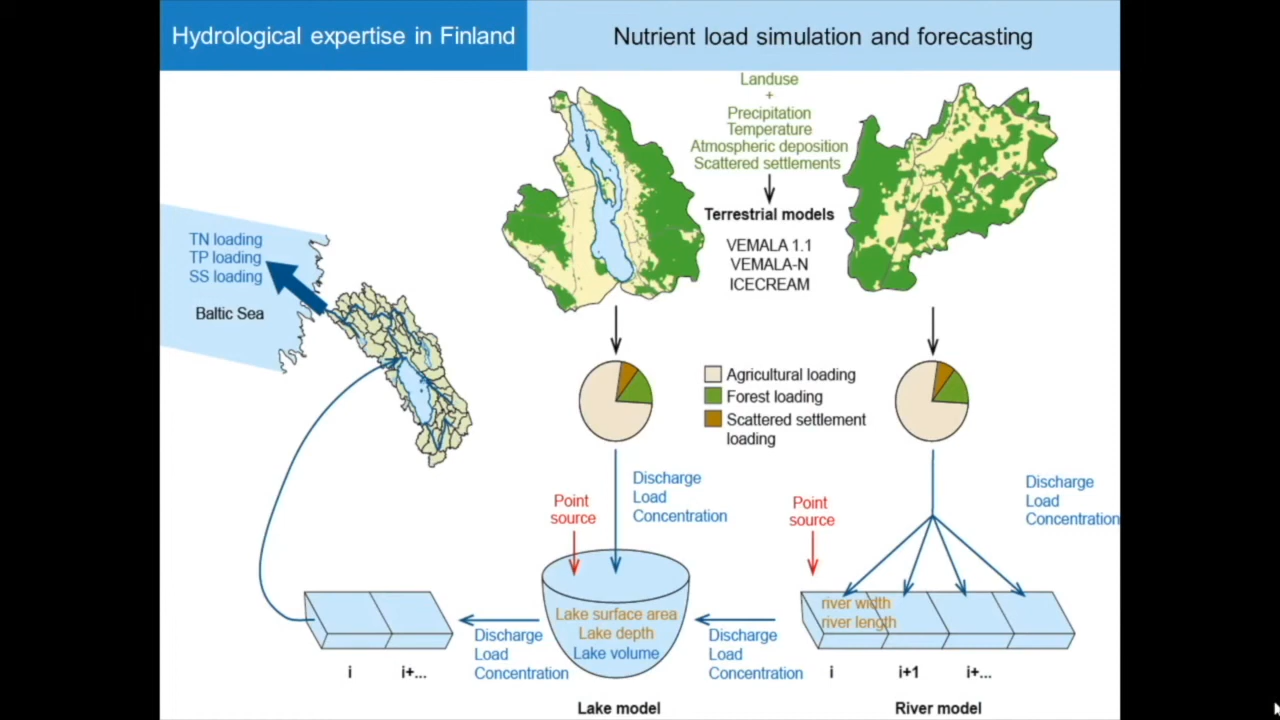 Hydrological expertise in Finland
Nutrient load simulation and forecasting
Landuse
+
Precipitation
Temperature
Atmospheric deposition
Scattered settlements
Terrestrial models
VEMALA 1.1
VEMALA-N
ICECREAM
TN loading
TP loading
SS loading
Baltic Sea
Agricultural loading
Forest loading
Scattered settlement
loading
Discharge
Load
Concentration
Point
source
Point
source
Discharge
Load
Concentration
Lake surface area
Lake depth
Lake volume
river width
river length
Discharge
Load
Concentration
Discharge
Load
Concentration
i
i+...
i
i+1
i+...
Lake model
River model